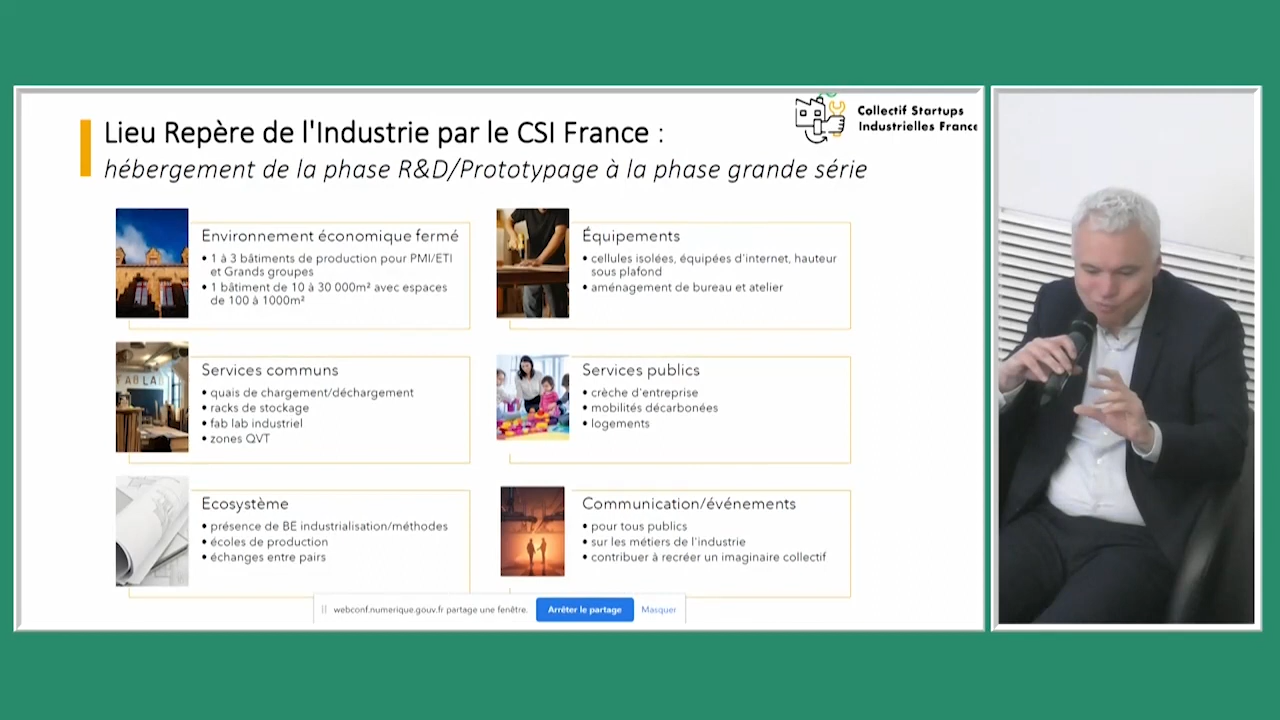 Collectif Startups
Industrielles France
Lieu Repère de l'Industrie par le CSI France :
hébergement de la phase R&D/Prototypage à la phase grande série
Environnement économique fermé
• 1 à 3 bâtiments de production pour PMI/ETI
et Grands groupes
• 1 bâtiment de 10 à 30 000m² avec espaces
de 100 à 1000m²
Équipements
• cellules isolées, équipées d'internet, hauteur
sous plafond
• aménagement de bureau et atelier
FAB LAB
Services communs
• quais de chargement/déchargement
• racks de stockage
• fab lab industriel
• zones QVT
Services publics
• crèche d'entreprise
• mobilités décarbonées
• logements
Ecosystème
• présence de BE industrialisation/méthodes
• écoles de production
• échanges entre pairs
Communication/événements
• pour tous publics
• sur les métiers de l'industrie
• contribuer à recréer un imaginaire collectif
webconf.numerique.gouv.fr partage une fenêtre.
Arrêter le partage
Masquer